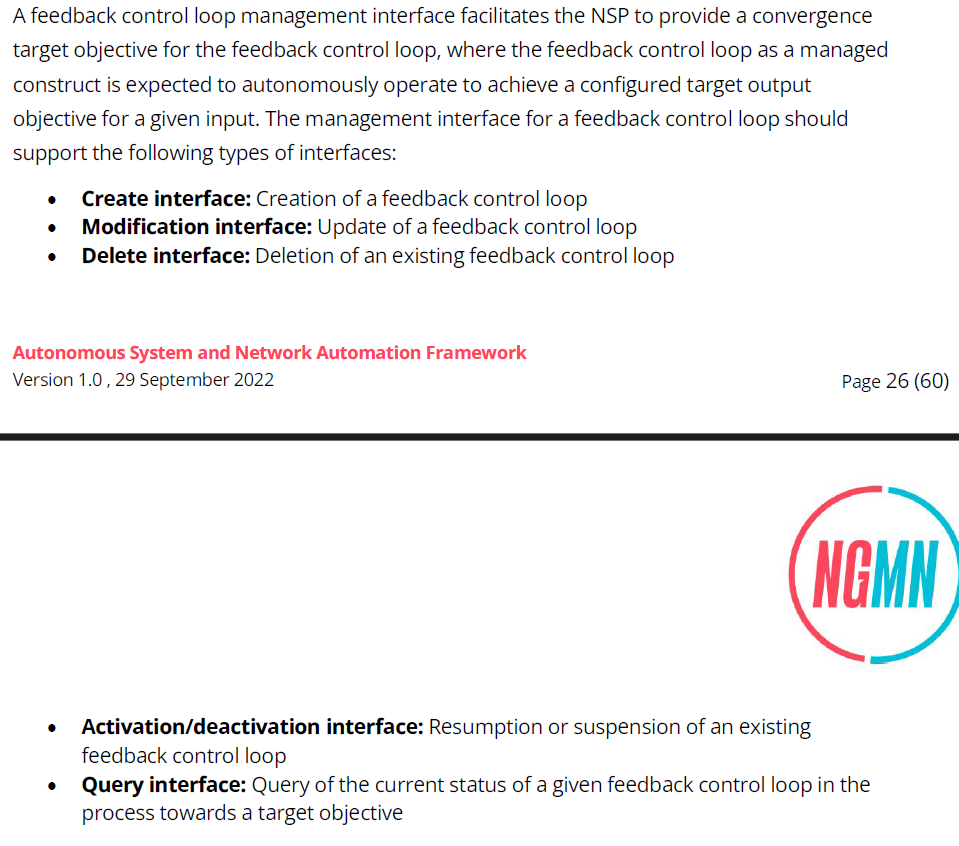 A feedback control loop management interface facilitates the NSP to provide a convergence
target objective for the feedback control loop, where the feedback control loop as a managed
construct is expected to autonomously operate to achieve a configured target output
objective for a given input. The management interface for a feedback control loop should
support the following types of interfaces:
• Create interface: Creation of a feedback control loop
• Modification interface: Update of a feedback control loop
• Delete interface: Deletion of an existing feedback control loop
Autonomous System and Network Automation Framework
Version 1.0 , 29 September 2022
Page 26 (60)
NGMN
• Activation/deactivation interface: Resumption or suspension of an existing
feedback control loop
• Query interface: Query of the current status of a given feedback control loop in the
process towards a target objective